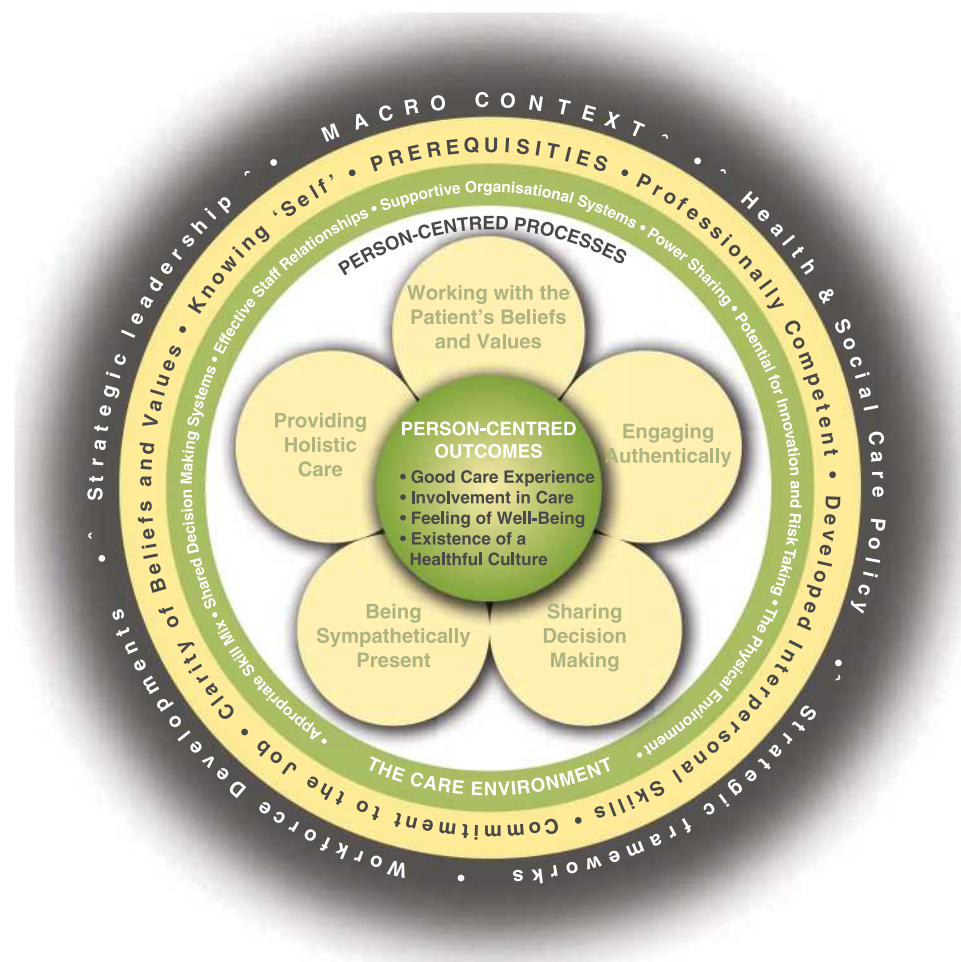 MACRO CONTEXT
• Health & Social Care Policy
• Strategic frameworks
• Workforce Developments
• Strategic leadership •
PREREQUISITIES
• Professionally Competent
• Developed Interpersonal Skills
• Commitment to the Job
• Clarity of Beliefs and Values
• Knowing 'Self' •
THE CARE ENVIRONMENT
• Appropriate Skill Mix
• Shared Decision Making Systems
• Effective Staff Relationships
• Supportive Organisational Systems
• Power Sharing
• Potential for Innovation and Risk Taking
• The Physical Environment •
PERSON-CENTRED PROCESSES
Working with the
Patient's Beliefs
and Values
Engaging
Authentically
Sharing
Decision
Making
Being
Sympathetically
Present
Providing
Holistic
Care
PERSON-CENTRED
OUTCOMES
• Good Care Experience
• Involvement in Care
• Feeling of Well-Being
• Existence of a
Healthful Culture